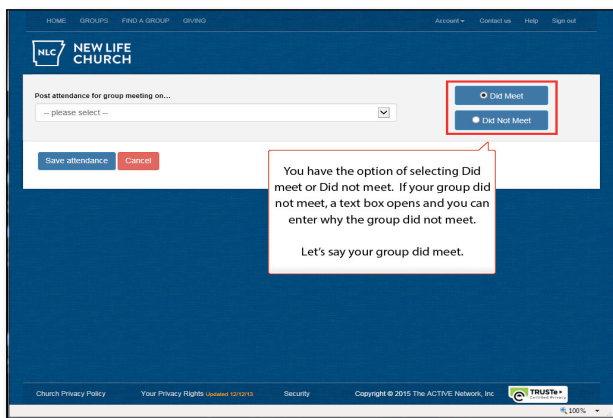 HOME GROUPS FIND A GROUP GIVING Account Contact us Help Sign out
NLC NEW LIFE
CHURCH
Post attendance for group meeting on...
-- please select --
Did Meet
Did Not Meet
Save attendance Cancel
You have the option of selecting Did
meet or Did not meet. If your group did
not meet, a text box opens and you can
enter why the group did not meet.
Let's say your group did meet.
Church Privacy Policy Your Privacy Rights Updated 12/12/13 Security Copyright © 2015 The ACTIVE Network, Inc TRUSTe
Certified Privacy
100%